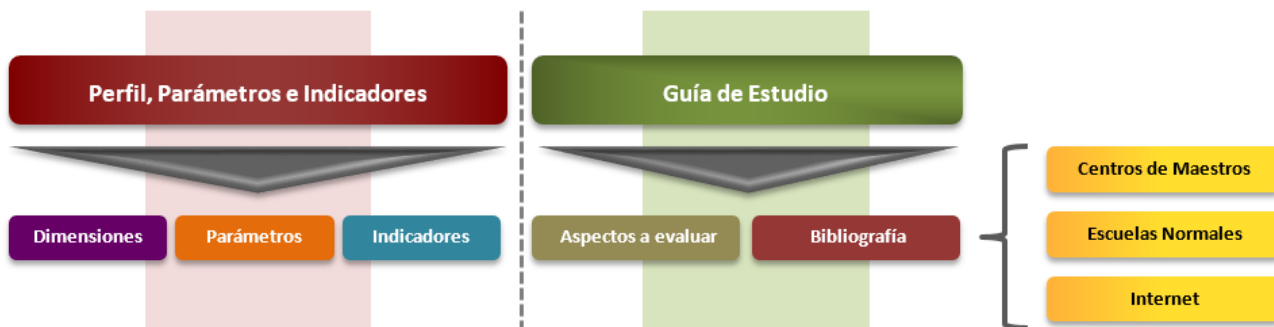 Perfil, Parámetros e Indicadores
Guía de Estudio
Dimensiones
Parámetros
Indicadores
Aspectos a evaluar
Bibliografía
Centros de Maestros
Escuelas Normales
Internet